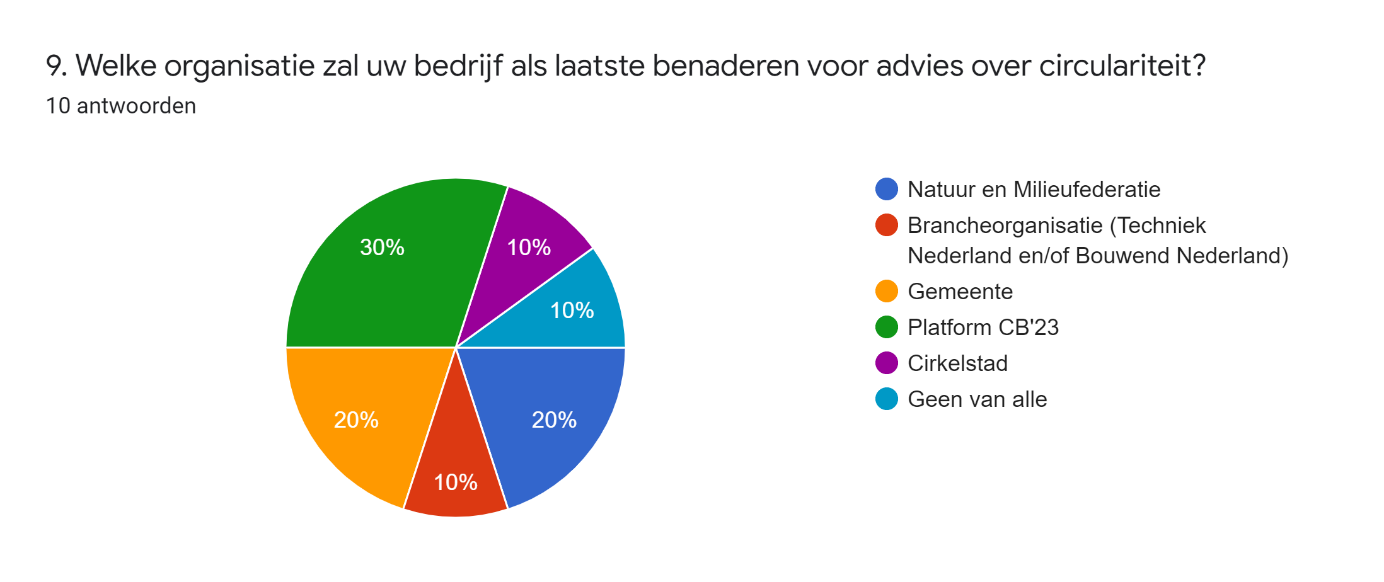 9. Welke organisatie zal uw bedrijf als laatste benaderen voor advies over circulariteit?
10 antwoorden
Natuur en Milieufederatie
Brancheorganisatie (Techniek
Nederland en/of Bouwend Nederland)
Gemeente
Platform CB'23
Cirkelstad
Geen van alle
30%
10%
10%
20%
20%
10%